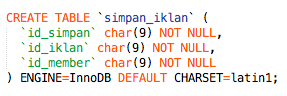 CREATE TABLE `simpan_iklan` (
  `id_simpan` char(9) NOT NULL,
  `id_iklan` char(9) NOT NULL,
  `id_member` char(9) NOT NULL
) ENGINE=InnoDB DEFAULT CHARSET=latin1;